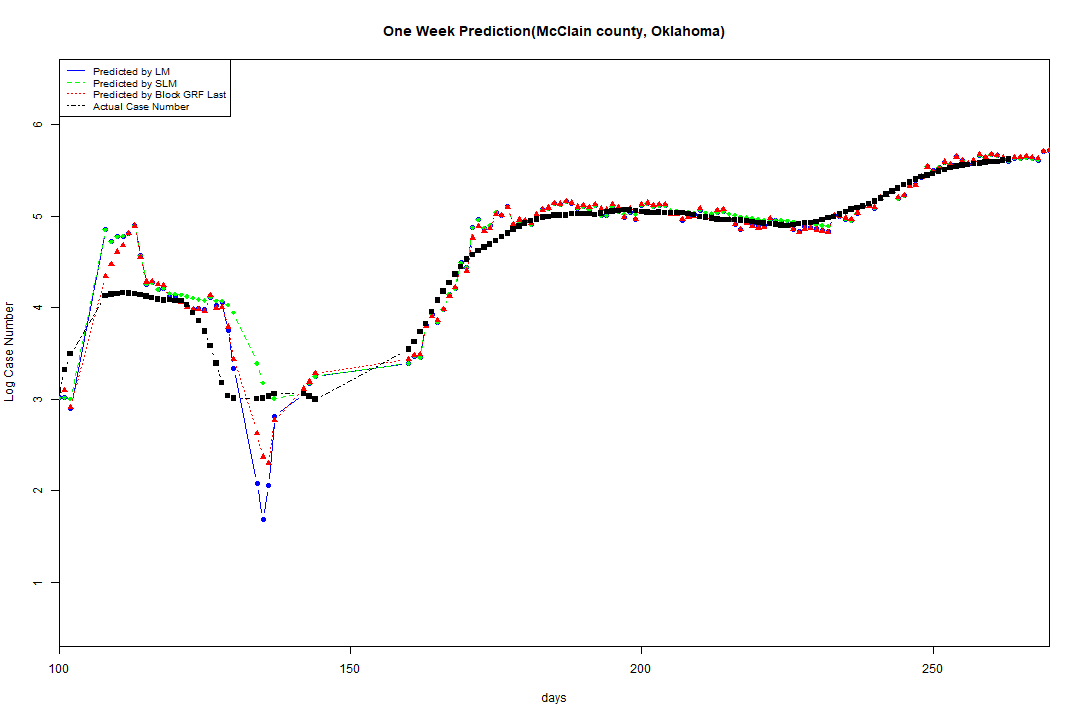 One Week Prediction(McClain county, Oklahoma)
Predicted by LM
Predicted by SLM
Predicted by Block GRF Last
Actual Case Number
6
5
4
3
2
1
Log Case Number
100 150 200 250
days